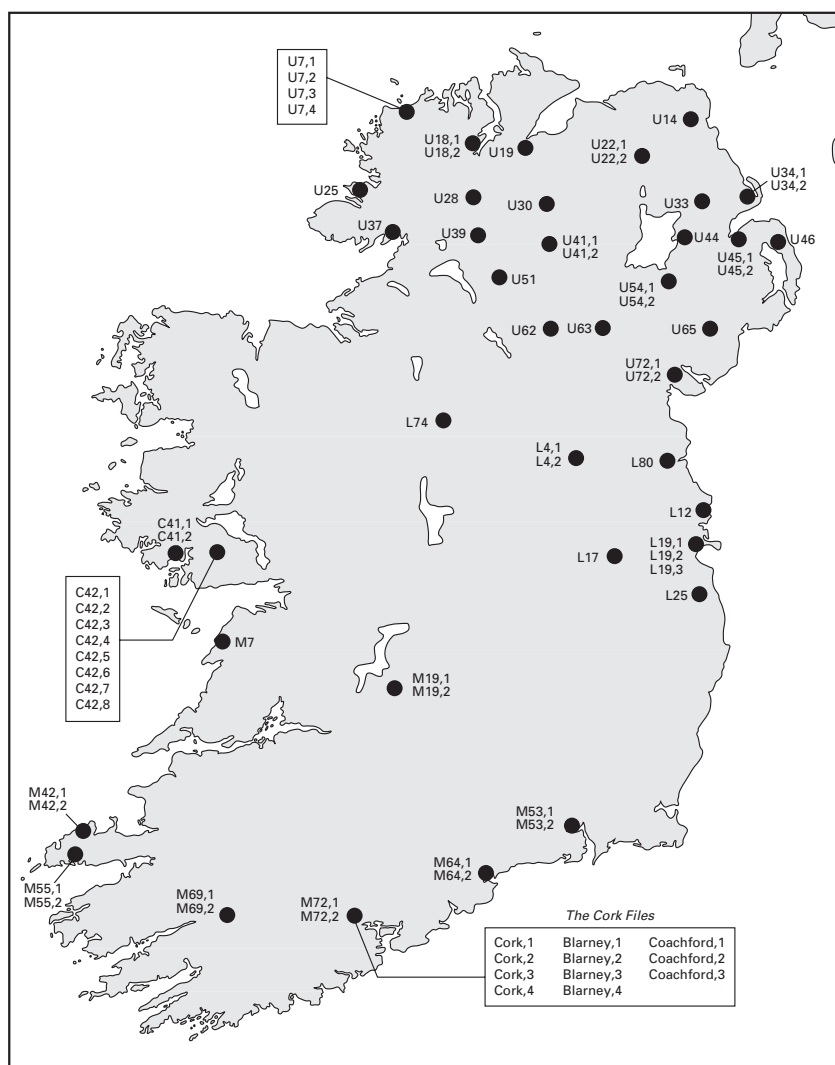 U7,1
U7,2
U7,3
U7,4
U14
U18,1
U18,2
U19
U22,1
U22,2
U25
U28
U30
U33
U34,1
U34,2
U37
U39
U41,1
U41,2
U44
U45,1
U45,2
U46
U51
U54,1
U54,2
U62
U63
U65
U72,1
U72,2
L74
L4,1
L4,2
L80
L12
C41,1
C41,2
L17
L19,1
L19,2
L19,3
L25
C42,1
C42,2
C42,3
C42,4
C42,5
C42,6
C42,7
C42,8
M7
M19,1
M19,2
M42,1
M42,2
M53,1
M53,2
M55,1
M55,2
M64,1
M64,2
M69,1
M69,2
M72,1
M72,2
The Cork Files
Cork,1 Blarney,1 Coachford,1
Cork,2 Blarney,2 Coachford,2
Cork,3 Blarney,3 Coachford,3
Cork,4 Blarney,4